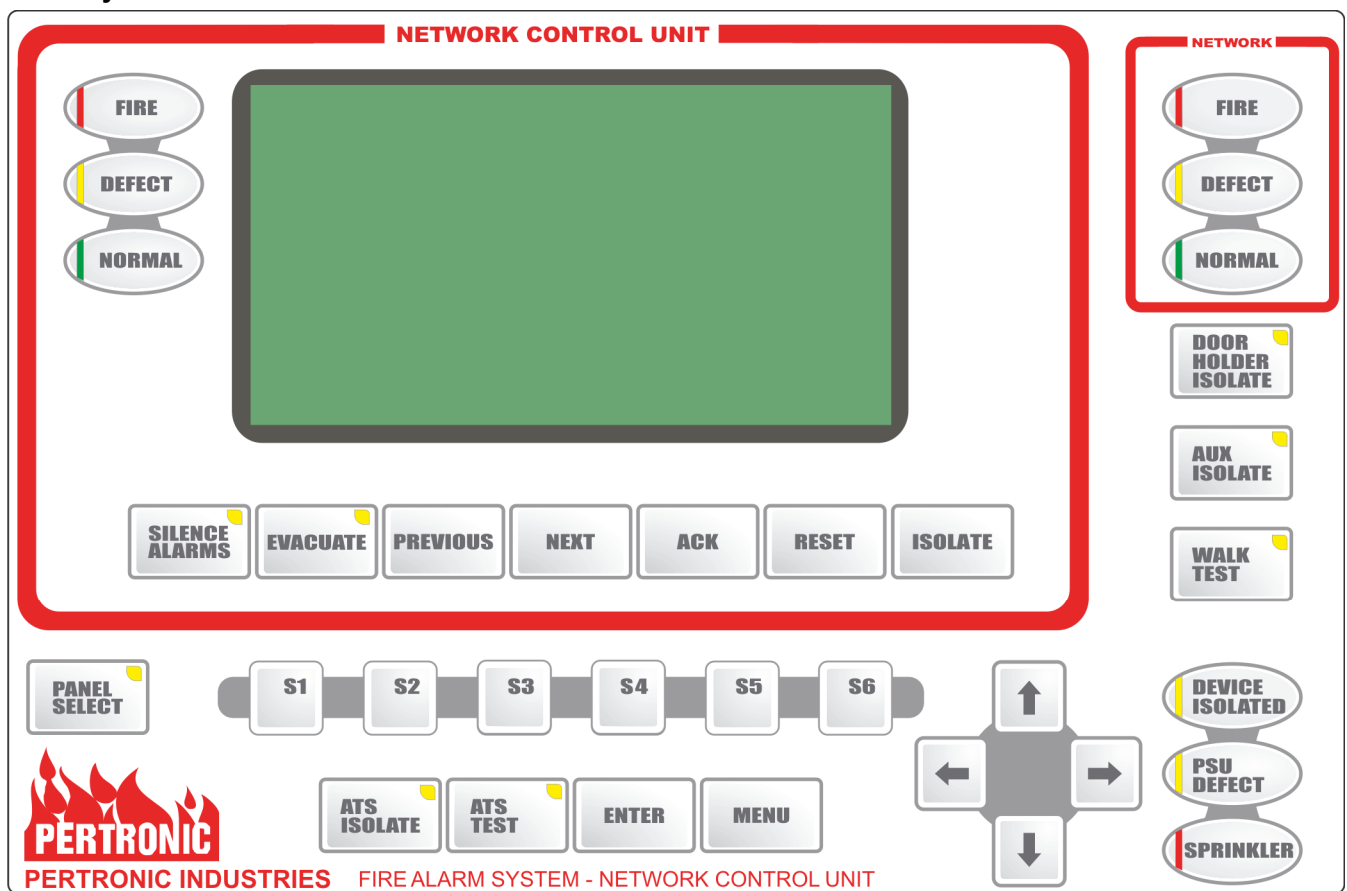 NETWORK CONTROL UNIT
NETWORK
FIRE
DEFECT
NORMAL
FIRE
DEFECT
NORMAL
DOOR
HOLDER
ISOLATE
AUX
ISOLATE
WALK
TEST
SILENCE
ALARMS
EVACUATE
PREVIOUS
NEXT
ACK
RESET
ISOLATE
PANEL
SELECT
S1
S2
S3
S4
S5
S6
DEVICE
ISOLATED
PSU
DEFECT
SPRINKLER
ATS
ISOLATE
ATS
TEST
ENTER
MENU
PERTRONIC
PERTRONIC INDUSTRIES
FIRE ALARM SYSTEM - NETWORK CONTROL UNIT